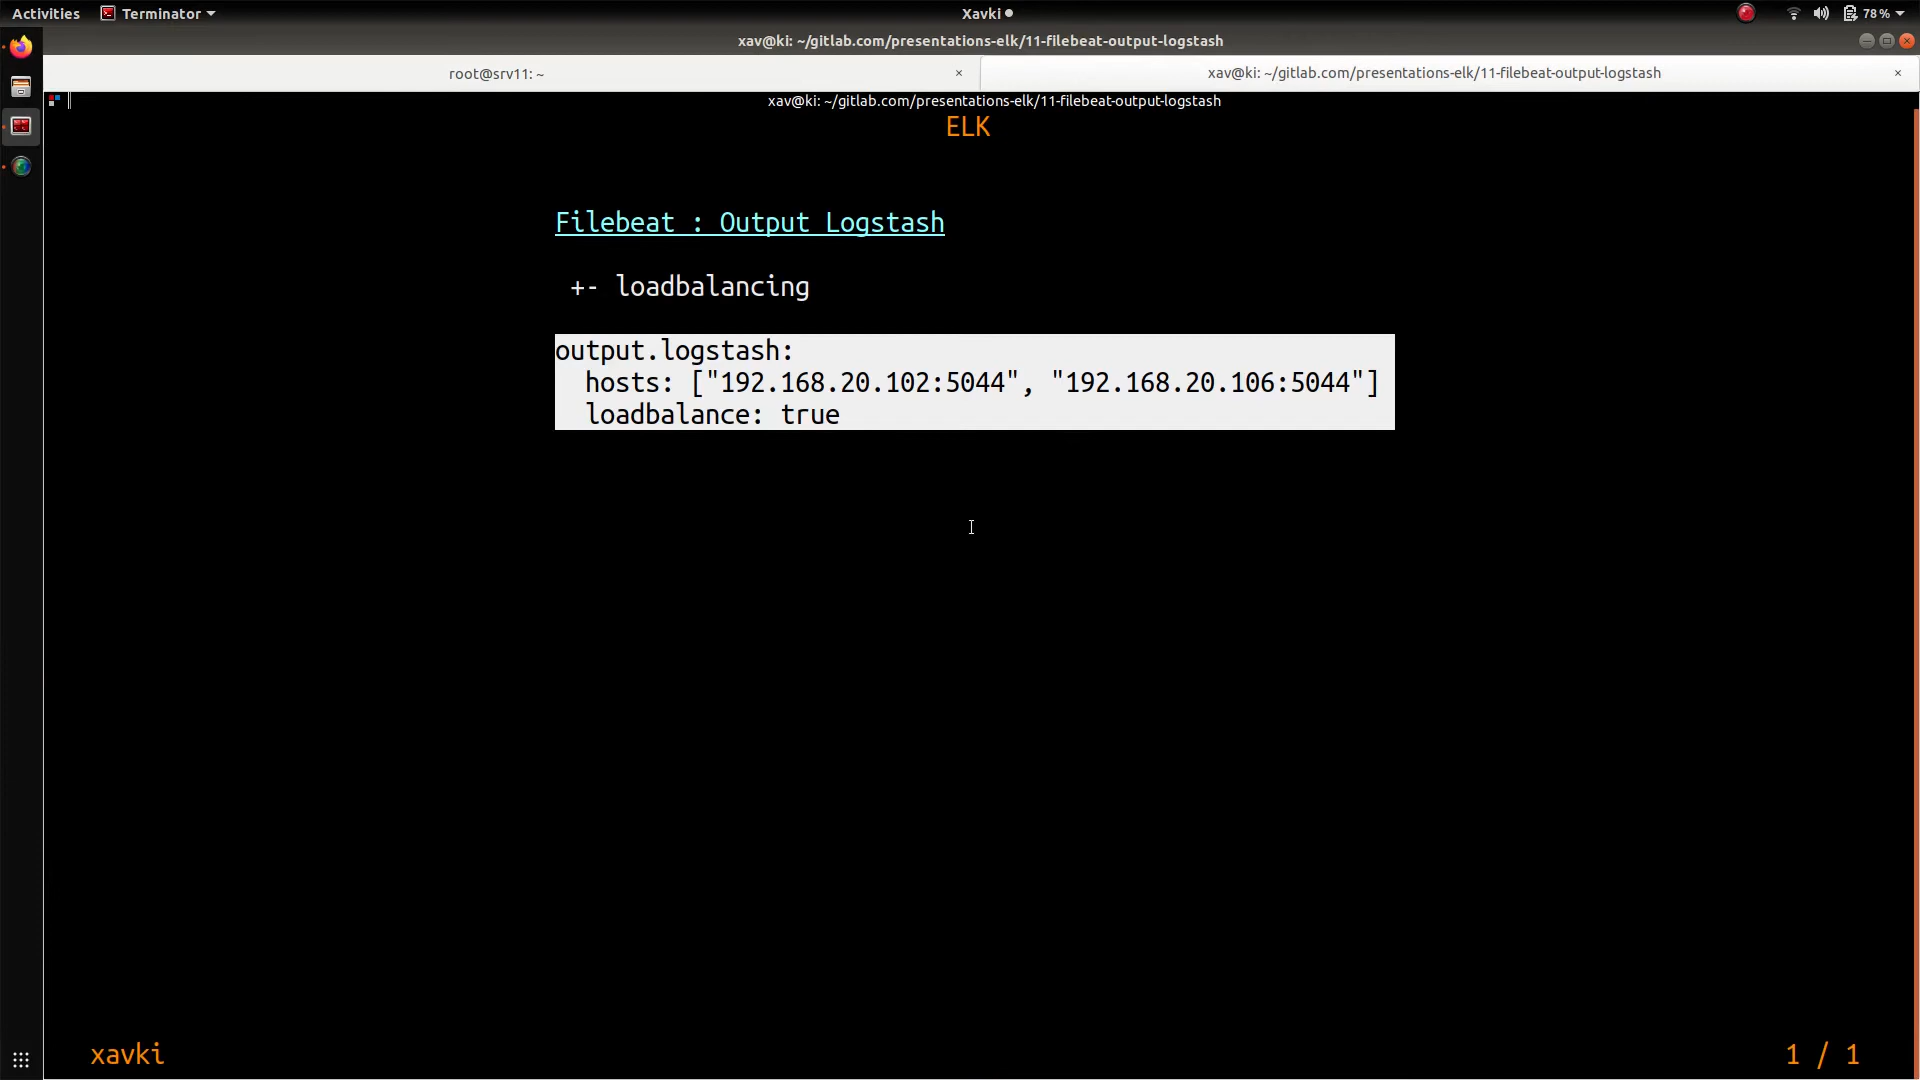 Activities Terminator Xavki 78%
xav@ki: ~/gitlab.com/presentations-elk/11-filebeat-output-logstash
root@srv11: ~ × xav@ki: ~/gitlab.com/presentations-elk/11-filebeat-output-logstash ×
xav@ki: ~/gitlab.com/presentations-elk/11-filebeat-output-logstash
ELK
Filebeat : Output Logstash
+- loadbalancing
output.logstash:
  hosts: ["192.168.20.102:5044", "192.168.20.106:5044"]
  loadbalance: true
xavki 1 / 1